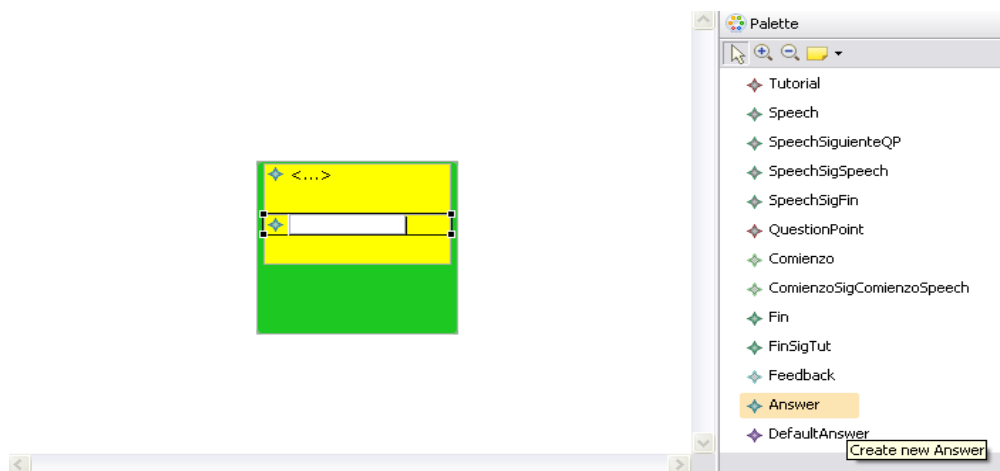 <...>
Palette
Tutorial
Speech
SpeechSiguienteQP
SpeechSigSpeech
SpeechSigFin
QuestionPoint
Comienzo
ComienzoSigComienzoSpeech
Fin
FinSigTut
Feedback
Answer
DefaultAnswer
Create new Answer